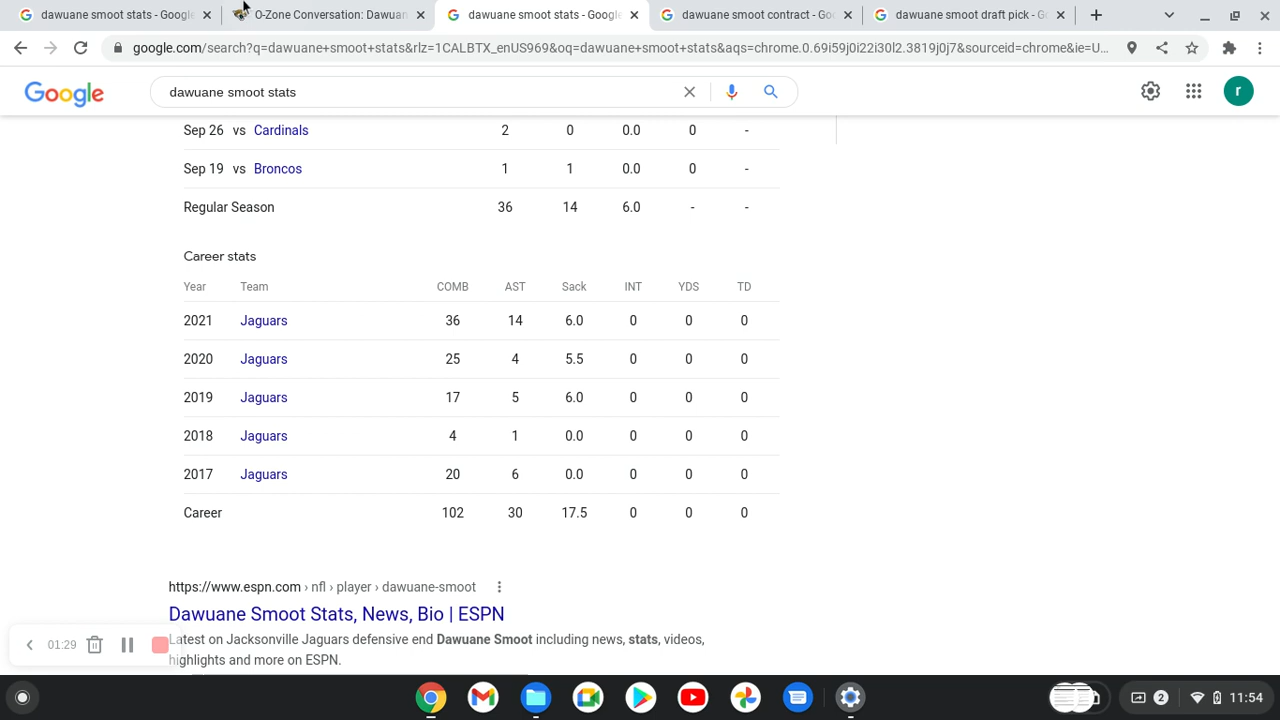 dawuane smoot stats - Google
O-Zone Conversation: Dawuan
dawuane smoot stats - Google
dawuane smoot contract - Goo
dawuane smoot draft pick - Go
google.com/search?q=dawuane+smoot+stats&rlz=1CALBTX_enUS969&oq=dawuane+smoot+stats&aqs=chrome.0.69i59j0i22i30l2.3819j0j7&sourceid=chrome&ie=U...
Google
dawuane smoot stats
r
Sep 26 vs Cardinals 2 0 0.0 0 -
Sep 19 vs Broncos 1 1 0.0 0 -
Regular Season 36 14 6.0 - -
Career stats
Year Team COMB AST Sack INT YDS TD
2021 Jaguars 36 14 6.0 0 0 0
2020 Jaguars 25 4 5.5 0 0 0
2019 Jaguars 17 5 6.0 0 0 0
2018 Jaguars 4 1 0.0 0 0 0
2017 Jaguars 20 6 0.0 0 0 0
Career 102 30 17.5 0 0 0
https://www.espn.com › nfl › player › dawuane-smoot
Dawuane Smoot Stats, News, Bio | ESPN
Latest on Jacksonville Jaguars defensive end Dawuane Smoot including news, stats, videos,
highlights and more on ESPN.
01:29
2
11:54